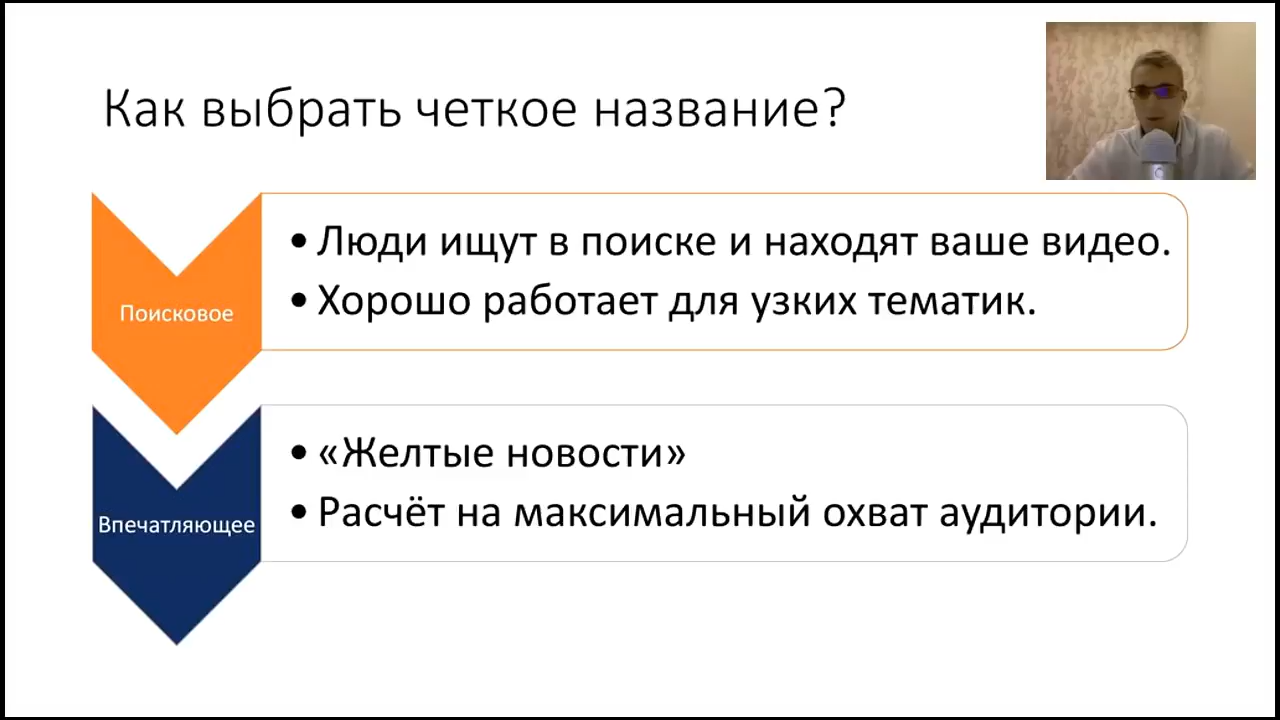 Как выбрать четкое название?
Поисковое
• Люди ищут в поиске и находят ваше видео.
• Хорошо работает для узких тематик.
Впечатляющее
• «Желтые новости»
• Расчёт на максимальный охват аудитории.